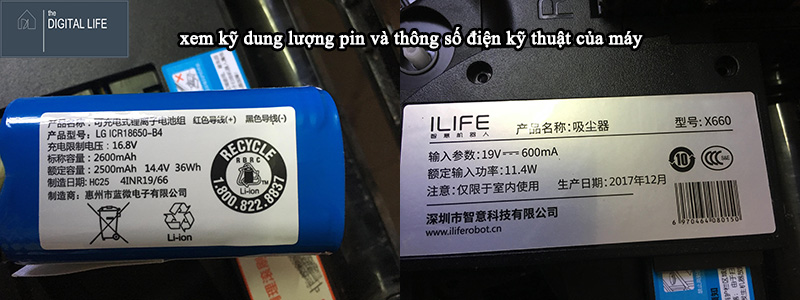 the
DIGITAL LIFE
xem kỹ dung lượng pin và thông số điện kỹ thuật của máy
产品名称: 可充电式锂离子电池组 红色导线(+) 黑色导线(-)
产品型号: LG ICR18650-B4
充电限制电压: 16.8V
标称容量: 2600mAh
额定容量: 2500mAh 14.4V 36Wh
制造日期: HC25 4INR19/66
制造商: 惠州市蓝微电子有限公司
RECYCLE
RBRC
Li-ion
1.800.822.8837
Li-ion
ILIFE
智意机器人
产品名称: 吸尘器 型号: X660
输入参数: 19V 600mA
额定输入功率: 11.4W
注意: 仅限于室内使用 生产日期: 2017年12月
10
CCC
深圳市智意科技有限公司
www.iliferobot.cn
6 970464 080150